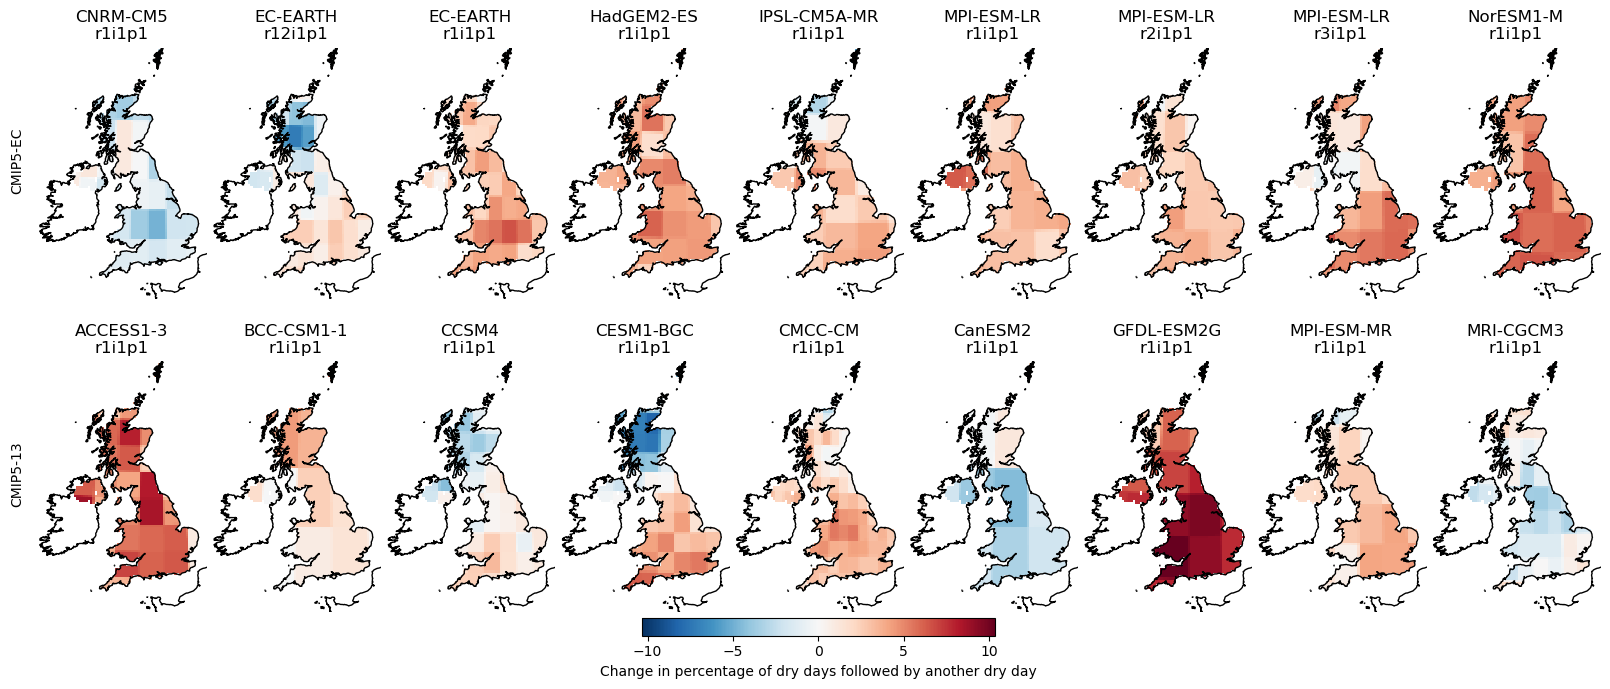 CNRM-CM5 EC-EARTH EC-EARTH HadGEM2-ES IPSL-CM5A-MR MPI-ESM-LR MPI-ESM-LR MPI-ESM-LR NorESM1-M
r1i1p1 r12i1p1 r1i1p1 r1i1p1 r1i1p1 r1i1p1 r2i1p1 r3i1p1 r1i1p1
CMIP5-EC
ACCESS1-3 BCC-CSM1-1 CCSM4 CESM1-BGC CMCC-CM CanESM2 GFDL-ESM2G MPI-ESM-MR MRI-CGCM3
r1i1p1 r1i1p1 r1i1p1 r1i1p1 r1i1p1 r1i1p1 r1i1p1 r1i1p1 r1i1p1
CMIP5-13
−10 −5 0 5 10
Change in percentage of dry days followed by another dry day